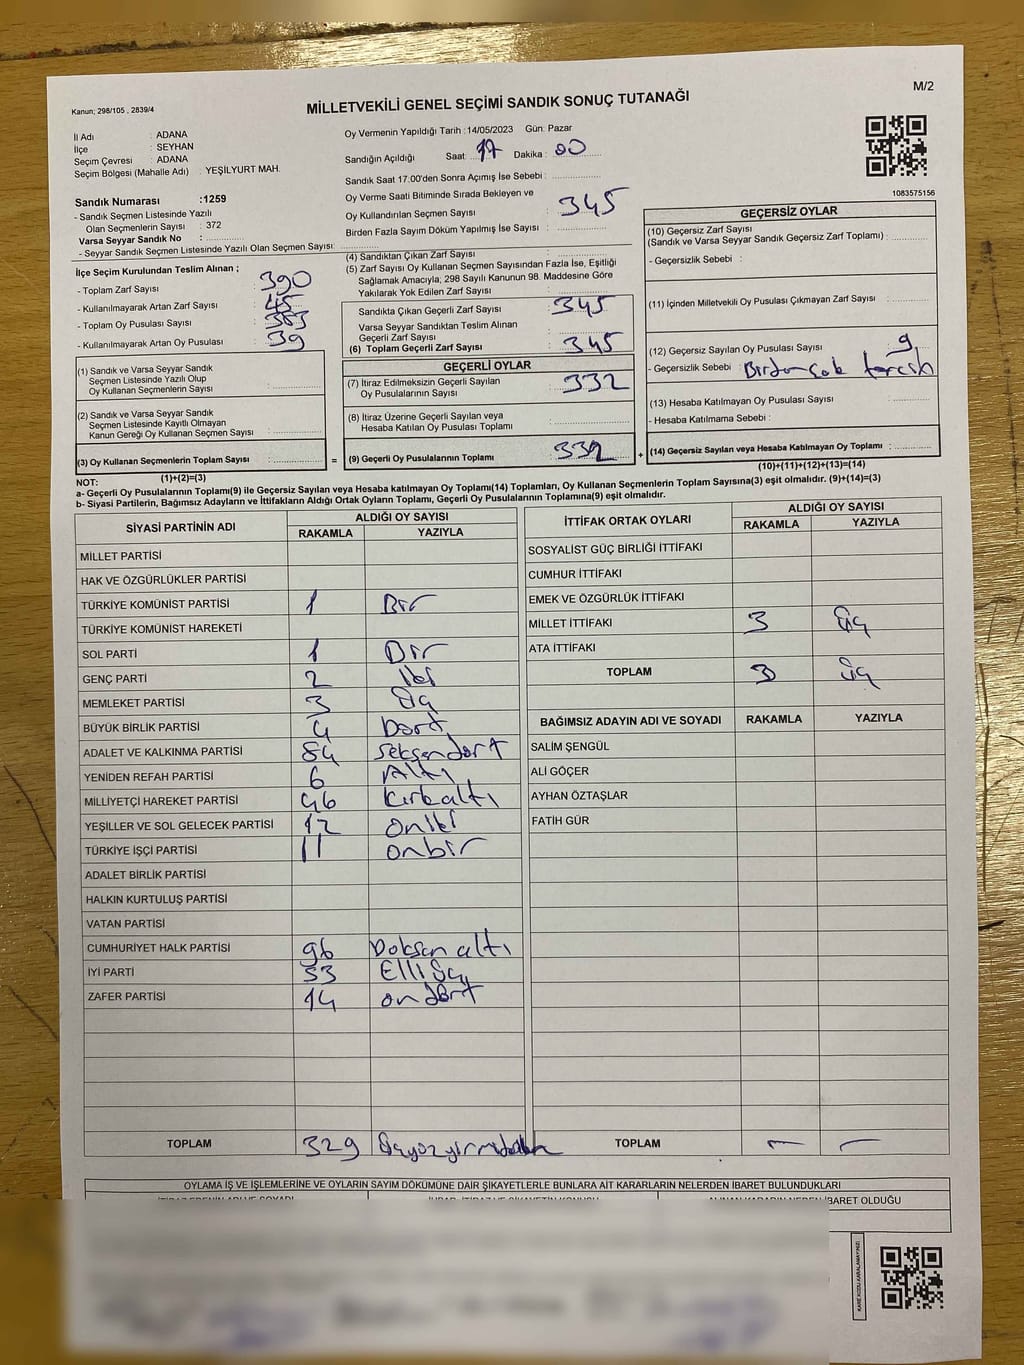 M/2
Kanun; 298/105 , 2839/4
MİLLETVEKİLİ GENEL SEÇİMİ SANDIK SONUÇ TUTANAĞI
İl Adı : ADANA
İlçe : SEYHAN
Seçim Çevresi : ADANA
Seçim Bölgesi (Mahalle Adı) : YEŞİLYURT MAH.
Sandık Numarası :1259
- Sandık Seçmen Listesinde Yazılı
Olan Seçmenlerin Sayısı : 372
Varsa Seyyar Sandık No :
- Seyyar Sandık Seçmen Listesinde Yazılı Olan Seçmen Sayısı:
İlçe Seçim Kurulundan Teslim Alınan ;
- Toplam Zarf Sayısı : 390
- Kullanılmayarak Artan Zarf Sayısı : 45
- Toplam Oy Pusulası Sayısı : 383
- Kullanılmayarak Artan Oy Pusulası : 39
Oy Vermenin Yapıldığı Tarih : 14/05/2023 Gün: Pazar
Sandığın Açıldığı Saat : 17 Dakika : 00
Sandık Saat 17:00'den Sonra Açımış İse Sebebi :
Oy Verme Saati Bitiminde Sırada Bekleyen ve
Oy Kullandırılan Seçmen Sayısı : 345
Birden Fazla Sayım Döküm Yapılmış İse Sayısı :
(4) Sandıktan Çıkan Zarf Sayısı :
(5) Zarf Sayısı Oy Kullanan Seçmen Sayısından Fazla İse, Eşitliği
Sağlamak Amacıyla; 298 Sayılı Kanunun 98. Maddesine Göre
Yakılarak Yok Edilen Zarf Sayısı :
Sandıkta Çıkan Geçerli Zarf Sayısı : 345
Varsa Seyyar Sandıktan Teslim Alınan
Geçerli Zarf Sayısı :
(6) Toplam Geçerli Zarf Sayısı : 345
1083575156
GEÇERSİZ OYLAR
(10) Geçersiz Zarf Sayısı
(Sandık ve Varsa Seyyar Sandık Geçersiz Zarf Toplamı) :
- Geçersizlik Sebebi :
(11) İçinden Milletvekili Oy Pusulası Çıkmayan Zarf Sayısı :
(12) Geçersiz Sayılan Oy Pusulası Sayısı : 9
- Geçersizlik Sebebi : Birden çok tercih
(13) Hesaba Katılmayan Oy Pusulası Sayısı :
- Hesaba Katılmama Sebebi :
(14) Geçersiz Sayılan veya Hesaba Katılmayan Oy Toplamı :
(10)+(11)+(12)+(13)=(14)
(1) Sandık ve Varsa Seyyar Sandık
Seçmen Listesinde Yazılı Olup
Oy Kullanan Seçmenlerin Sayısı :
(2) Sandık ve Varsa Seyyar Sandık
Seçmen Listesinde Kayıtlı Olmayan
Kanun Gereği Oy Kullanan Seçmen Sayısı :
(3) Oy Kullanan Seçmenlerin Toplam Sayısı :
(1)+(2)=(3)
=
GEÇERLİ OYLAR
(7) İtiraz Edilmeksizin Geçerli Sayılan
Oy Pusulalarının Sayısı : 332
(8) İtiraz Üzerine Geçerli Sayılan veya
Hesaba Katılan Oy Pusulası Toplamı :
(9) Geçerli Oy Pusulalarının Toplamı : 332
+
NOT:
a- Geçerli Oy Pusulalarının Toplamı(9) ile Geçersiz Sayılan veya Hesaba katılmayan Oy Toplamı(14) Toplamları, Oy Kullanan Seçmenlerin Toplam Sayısına(3) eşit olmalıdır. (9)+(14)=(3)
b- Siyasi Partilerin, Bağımsız Adayların ve İttifakların Aldığı Ortak Oyların Toplamı, Geçerli Oy Pusulalarının Toplamına(9) eşit olmalıdır.
SİYASİ PARTİNİN ADI ALDIĞI OY SAYISI
RAKAMLA YAZIYLA
MİLLET PARTİSİ
HAK VE ÖZGÜRLÜKLER PARTİSİ
TÜRKİYE KOMÜNİST PARTİSİ 1 Bir
TÜRKİYE KOMÜNİST HAREKETİ
SOL PARTİ 1 Bir
GENÇ PARTİ 2 iki
MEMLEKET PARTİSİ 3 Üç
BÜYÜK BİRLİK PARTİSİ 4 Dört
ADALET VE KALKINMA PARTİSİ 84 seksendört
YENİDEN REFAH PARTİSİ 6 Altı
MİLLİYETÇİ HAREKET PARTİSİ 46 kırkaltı
YEŞİLLER VE SOL GELECEK PARTİSİ 12 oniki
TÜRKİYE İŞÇİ PARTİSİ 11 onbir
ADALET BİRLİK PARTİSİ
HALKIN KURTULUŞ PARTİSİ
VATAN PARTİSİ
CUMHURİYET HALK PARTİSİ 96 Doksan altı
İYİ PARTİ 53 Elli üç
ZAFER PARTİSİ 14 on dört
TOPLAM 329
İTTİFAK ORTAK OYLARI ALDIĞI OY SAYISI
RAKAMLA YAZIYLA
SOSYALİST GÜÇ BİRLİĞİ İTTİFAKI
CUMHUR İTTİFAKI
EMEK VE ÖZGÜRLÜK İTTİFAKI
MİLLET İTTİFAKI 3 üç
ATA İTTİFAKI
TOPLAM 3 üç
BAĞIMSIZ ADAYIN ADI VE SOYADI RAKAMLA YAZIYLA
SALİM ŞENGÜL
ALİ GÖÇER
AYHAN ÖZTAŞLAR
FATİH GÜR
TOPLAM — —
OYLAMA İŞ VE İŞLEMLERİNE VE OYLARIN SAYIM DÖKÜMÜNE DAİR ŞİKAYETLERLE BUNLARA AİT KARARLARIN NELERDEN İBARET BULUNDUKLARI
İBARET OLDUĞU